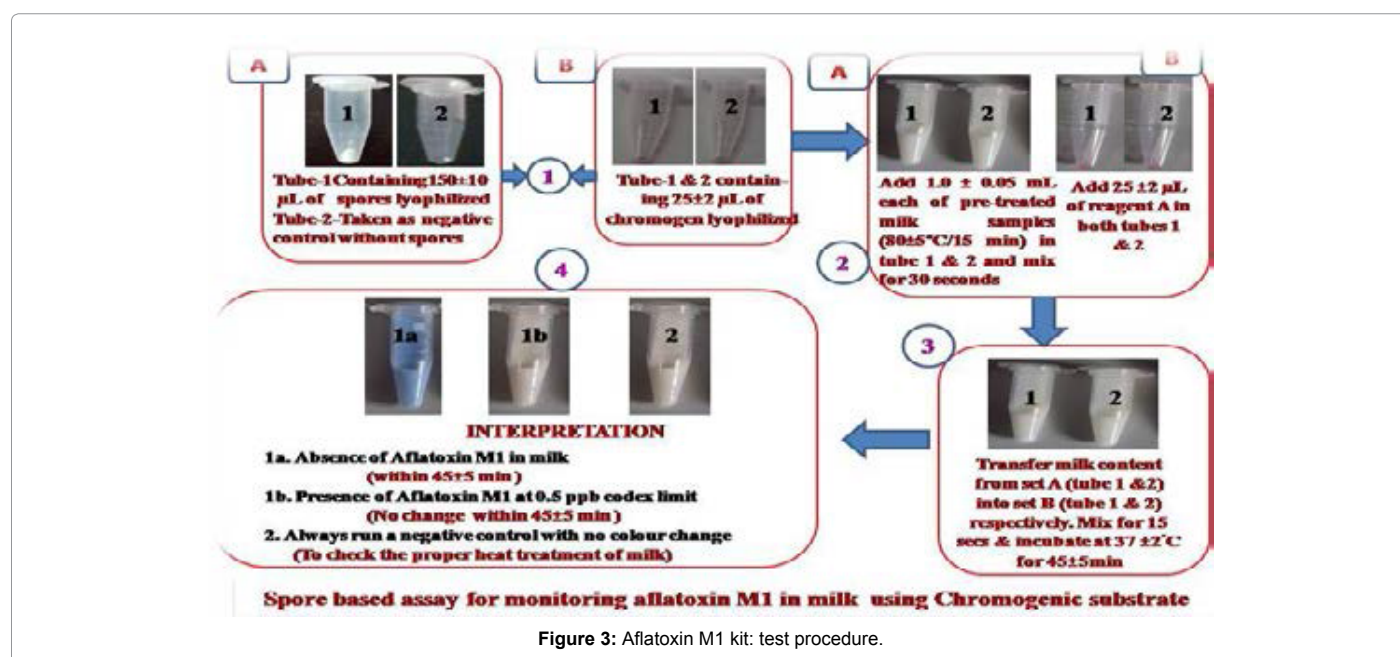 A
B
1
2
Tube-1 Containing 150±10
µL of spores lyophilized
Tube-2-Taken as negative
control without spores
1
1
2
Tube-1 & 2 contain-
ing 25±2 µL of
chromogen lyophilized
A
B
1
2
Add 1.0 ± 0.05 mL
each of pre-treated
milk samples
(80±5°C/15 min) in
tube 1 & 2 and mix
for 30 seconds
1
2
Add 25 ±2 µL
of reagent A in
both tubes 1
& 2
2
3
1
2
Transfer milk content
from set A (tube 1 &2)
into set B (tube 1 & 2)
respectively. Mix for 15
secs & incubate at 37 ±2°C
for 45±5min
4
1a
1b
2
INTERPRETATION
1a. Absence of Aflatoxin M1 in milk
(within 45±5 min)
1b. Presence of Aflatoxin M1 at 0.5 ppb codex limit
(No change within 45±5 min)
2. Always run a negative control with no colour change
(To check the proper heat treatment of milk)
Spore based assay for monitoring aflatoxin M1 in milk using Chromogenic substrate
Figure 3: Aflatoxin M1 kit: test procedure.